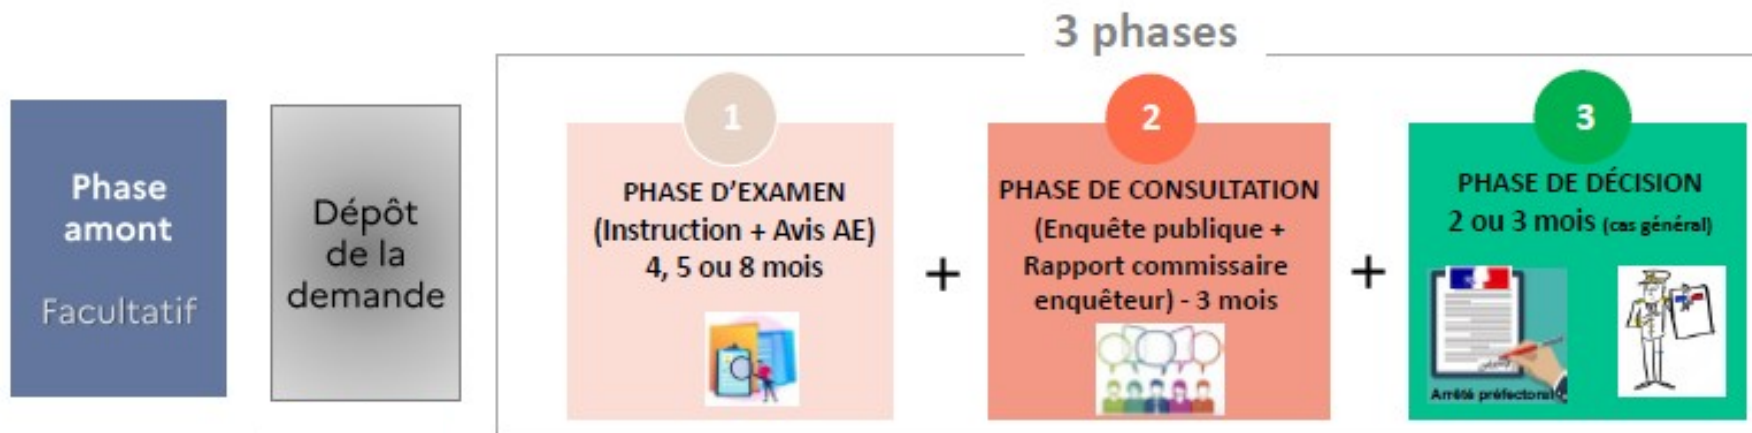 3 phases
Phase
amont
Facultatif
Dépôt
de la
demande
1
PHASE D’EXAMEN
(Instruction + Avis AE)
4, 5 ou 8 mois
+
2
PHASE DE CONSULTATION
(Enquête publique +
Rapport commissaire
enquêteur) - 3 mois
+
3
PHASE DE DÉCISION
2 ou 3 mois (cas général)
Arrêté préfectoral